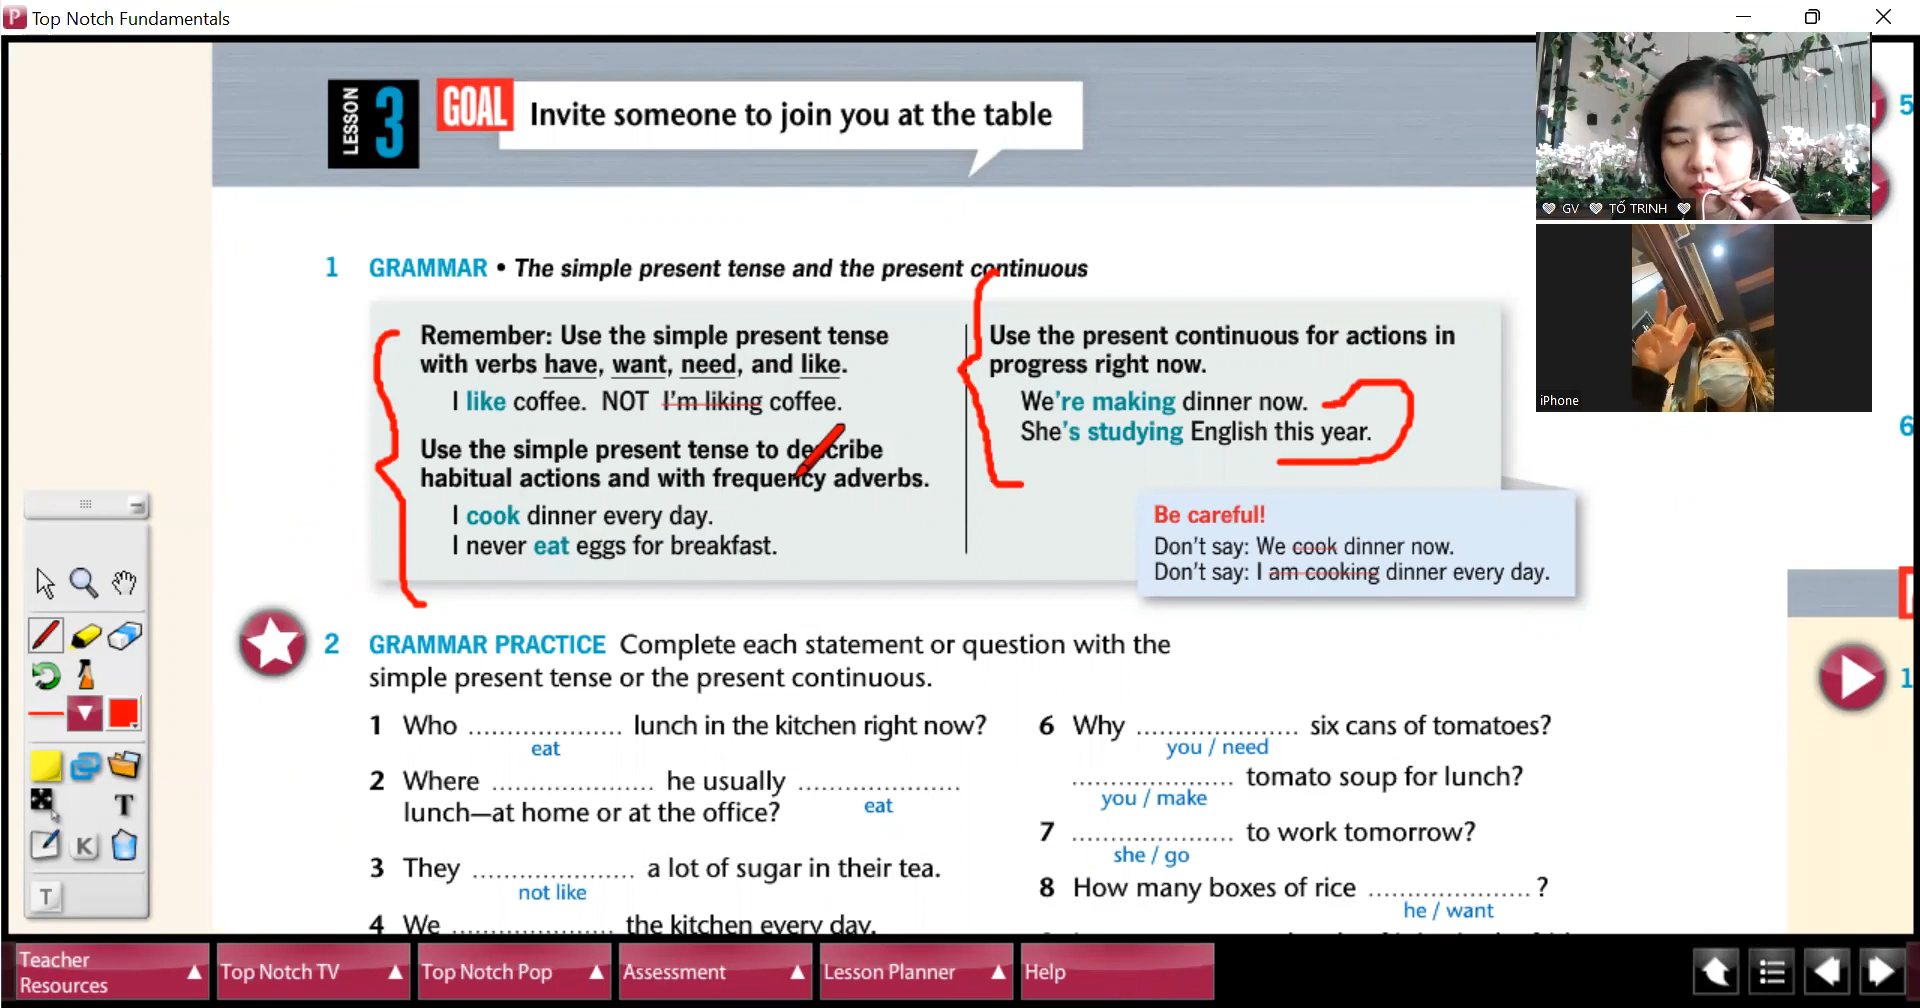 Top Notch Fundamentals
LESSON 3
GOAL Invite someone to join you at the table
GV TỐ TRINH
iPhone
5
6
1 GRAMMAR • The simple present tense and the present continuous
Remember: Use the simple present tense
with verbs have, want, need, and like.
I like coffee. NOT I'm liking coffee.
Use the simple present tense to describe
habitual actions and with frequency adverbs.
I cook dinner every day.
I never eat eggs for breakfast.
Use the present continuous for actions in
progress right now.
We're making dinner now.
She's studying English this year.
Be careful!
Don't say: We cook dinner now.
Don't say: I am cooking dinner every day.
2 GRAMMAR PRACTICE Complete each statement or question with the
simple present tense or the present continuous.
1 Who ..................... lunch in the kitchen right now?
eat
2 Where ..................... he usually .....................
eat
lunch—at home or at the office?
3 They ..................... a lot of sugar in their tea.
not like
4 We ..................... the kitchen every day.
6 Why ..................... six cans of tomatoes?
you / need
..................... tomato soup for lunch?
you / make
7 ..................... to work tomorrow?
she / go
8 How many boxes of rice ..................... ?
he / want
1
T
K
T
Teacher
Resources
Top Notch TV
Top Notch Pop
Assessment
Lesson Planner
Help